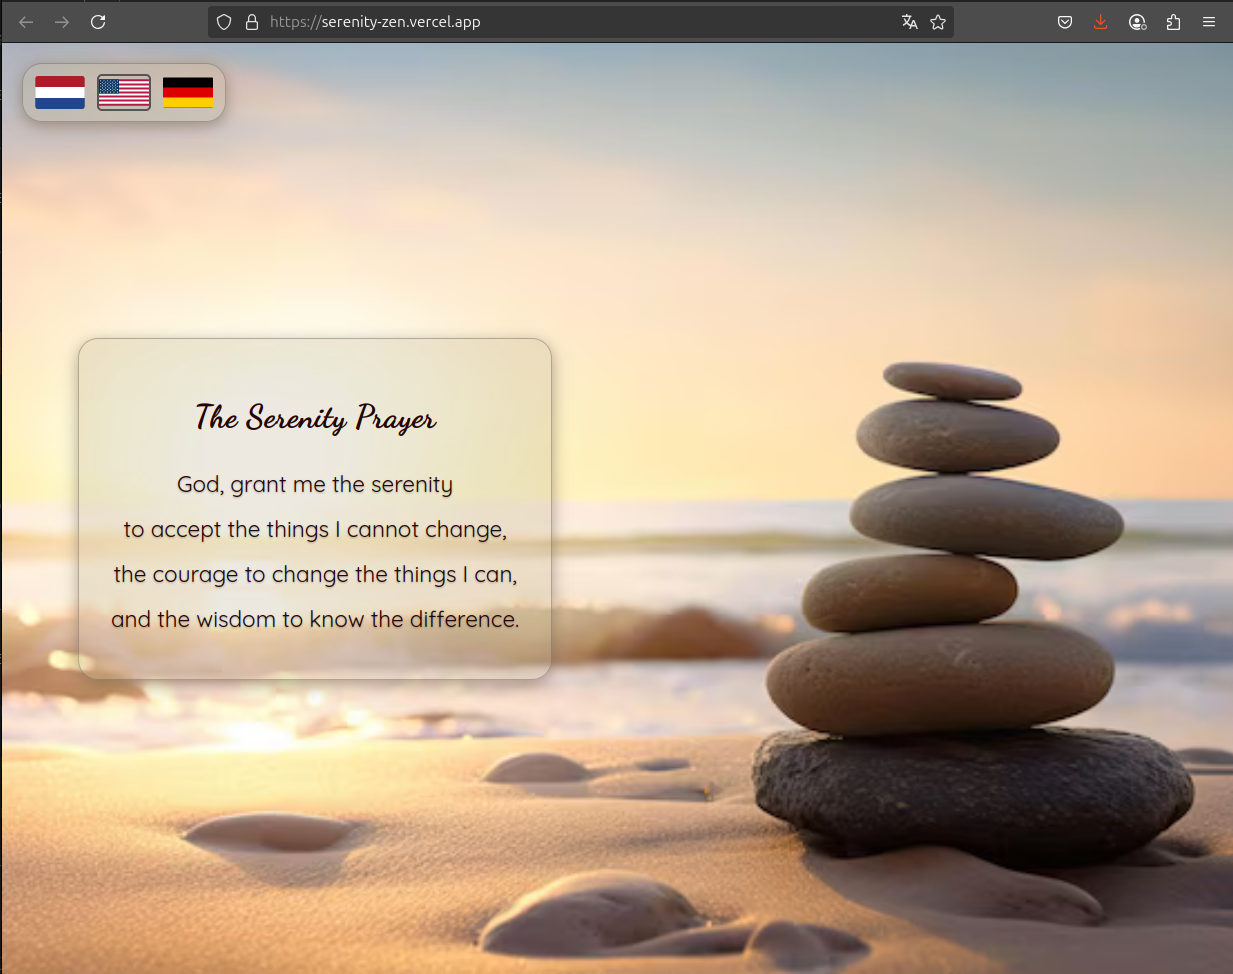 https://serenity-zen.vercel.app
The Serenity Prayer
God, grant me the serenity
to accept the things I cannot change,
the courage to change the things I can,
and the wisdom to know the difference.